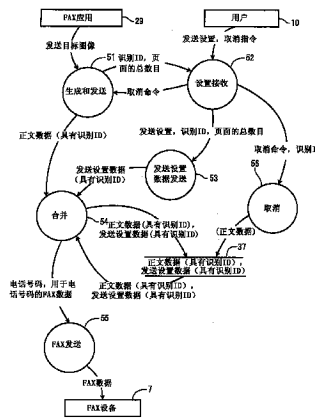 FAX应用
29
用户
10
发送目标图像
发送设置，取消指令
51
识别ID，页
面的总数目
52
生成和发送
设置接收
取消命令
正文数据（具有识别ID）
发送设置，识别ID，页面的总数目
取消命令，识别I
发送设置数据
（具有识别ID）
发送设置
数据发送
53
56
取消
合并
54
正文数据（具有识别ID），
发送设置数据（具有识别ID）
（正文数据）
37
正文数据（具有识别ID），
发送设置数据（具有识别ID）
电话号码，用于电
话号码的FAX数据
正文数据（具有识别ID），
发送设置数据（具有识别ID）
55
FAX发送
FAX数据
FAX设备
7